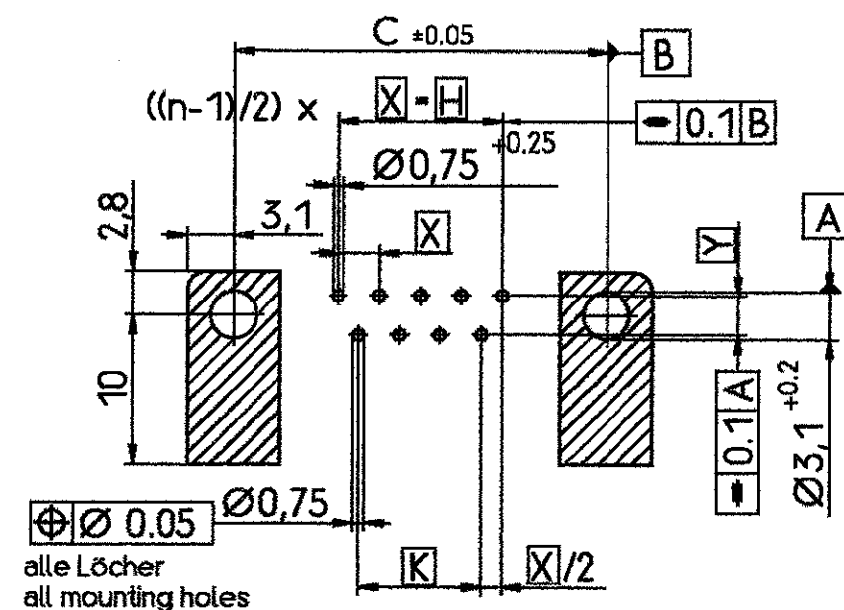 C ±0.05
B
((n-1)/2) x X = H
0.1 B
+0.25
Ø0,75
2,8
3,1
X
Y
A
10
0.1 A
Ø3,1 +0.2
Ø 0.05
Ø0,75
alle Löcher
all mounting holes
K
X/2